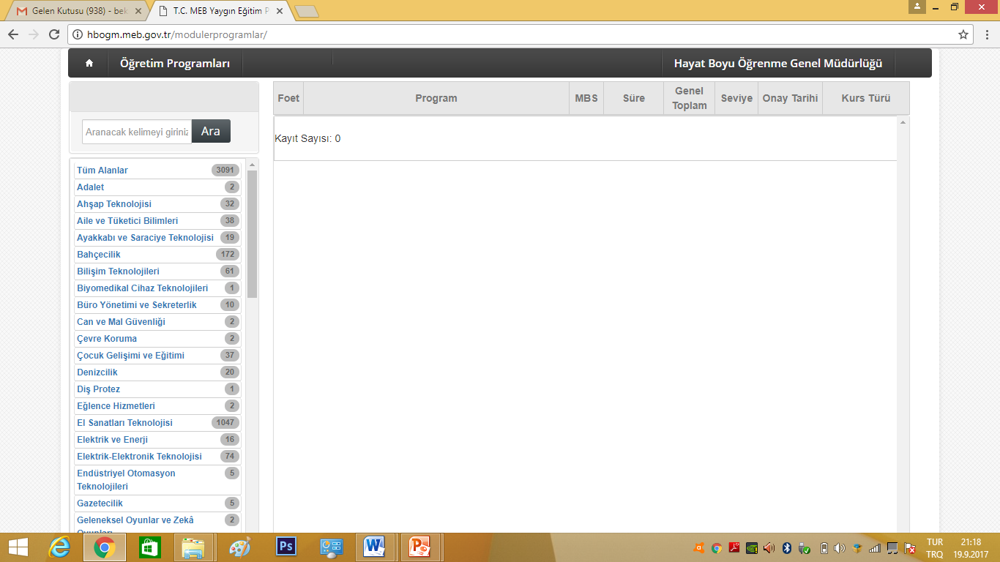 Gelen Kutusu (938) - bek
T.C. MEB Yaygın Eğitim P
hbogm.meb.gov.tr/modulerprogramlar/
Öğretim Programları
Hayat Boyu Öğrenme Genel Müdürlüğü
Aranacak kelimeyi giriniz
Ara
Foet Program MBS Süre Genel Toplam Seviye Onay Tarihi Kurs Türü
Kayıt Sayısı: 0
Tüm Alanlar 3091
Adalet 2
Ahşap Teknolojisi 32
Aile ve Tüketici Bilimleri 38
Ayakkabı ve Saraciye Teknolojisi 19
Bahçecilik 172
Bilişim Teknolojileri 61
Biyomedikal Cihaz Teknolojileri 1
Büro Yönetimi ve Sekreterlik 10
Can ve Mal Güvenliği 2
Çevre Koruma 2
Çocuk Gelişimi ve Eğitimi 37
Denizcilik 20
Diş Protez 1
Eğlence Hizmetleri 2
El Sanatları Teknolojisi 1047
Elektrik ve Enerji 16
Elektrik-Elektronik Teknolojisi 74
Endüstriyel Otomasyon 5
Teknolojileri
Gazetecilik 5
Geleneksel Oyunlar ve Zekâ 2
Oyunları
Ps
TUR 21:18
TRQ 19.9.2017